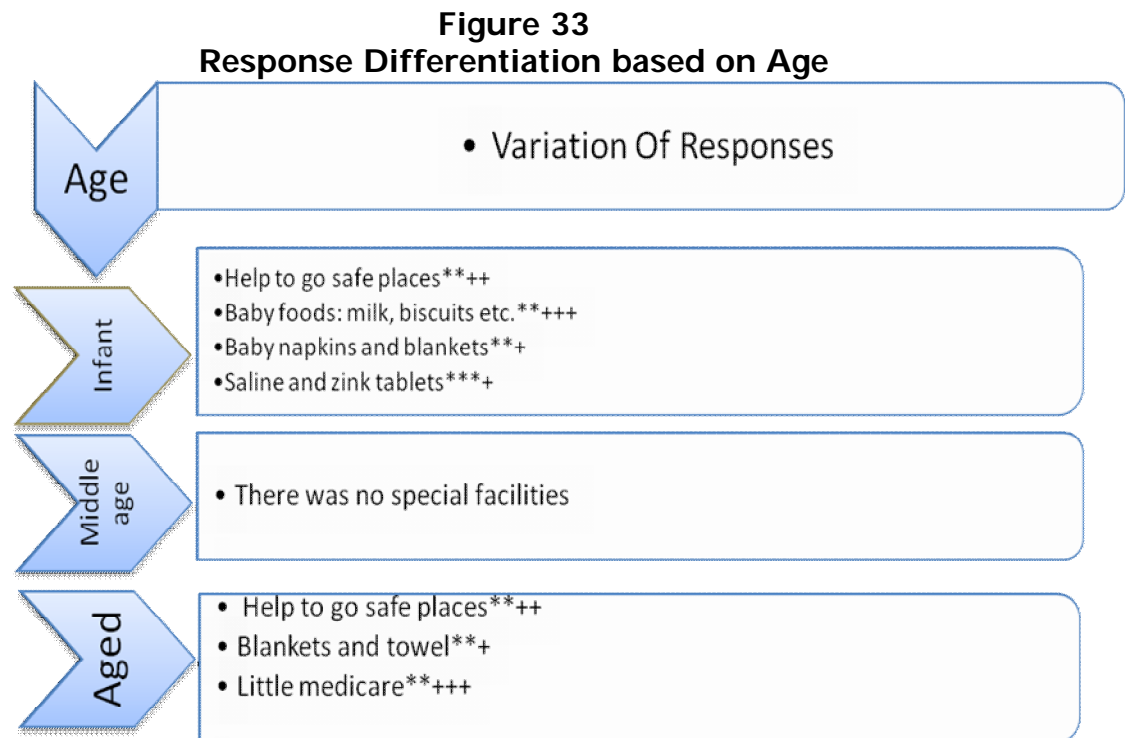 Figure 33
Response Differentiation based on Age
Age
• Variation Of Responses
Infant
•Help to go safe places**++
•Baby foods: milk, biscuits etc.**+++
•Baby napkins and blankets**+
•Saline and zink tablets***+
Middle
age
• There was no special facilities
Aged
• Help to go safe places**++
• Blankets and towel**+
• Little medicare**+++